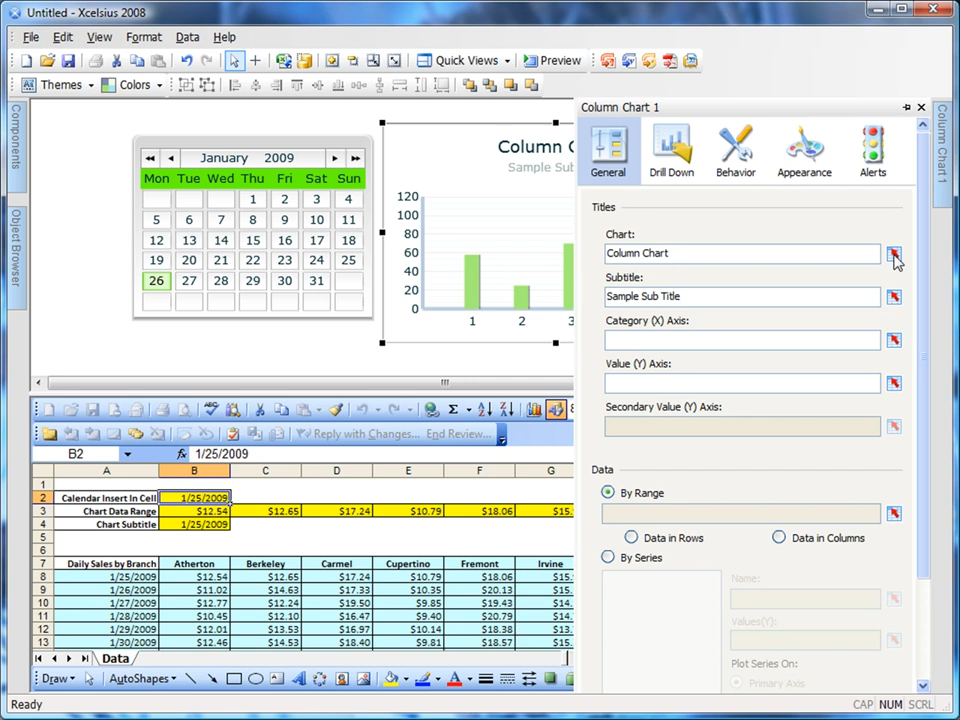 Untitled - Xcelsius 2008
File Edit View Format Data Help
Quick Views Preview
Themes Colors
Components
Object Browser
January 2009
Mon Tue Wed Thu Fri Sat Sun
1 2 3 4
5 6 7 8 9 10 11
12 13 14 15 16 17 18
19 20 21 22 23 24 25
26 27 28 29 30 31
Column C
Sample Sub
120
100
80
60
40
20
0
1 2 3
Column Chart 1
General Drill Down Behavior Appearance Alerts
Titles
Chart:
Column Chart
Subtitle:
Sample Sub Title
Category (X) Axis:
Value (Y) Axis:
Secondary Value (Y) Axis:
Data
By Range
Data in Rows Data in Columns
By Series
Name:
Values(Y):
Plot Series On:
Primary Axis
Column Chart 1
Reply with Changes... End Review...
B2 fx 1/25/2009
A B C D E F G
1
2 Calendar Insert In Cell 1/25/2009
3 Chart Data Range $12.54 $12.65 $17.24 $10.79 $18.06 $15.
4 Chart Subtitle 1/25/2009
5
6
7 Daily Sales by Branch Atherton Berkeley Carmel Cupertino Fremont Irvine
8 1/25/2009 $12.54 $12.65 $17.24 $10.79 $18.06 $15.
9 1/26/2009 $11.02 $14.63 $17.33 $10.35 $20.13 $15.
10 1/27/2009 $12.77 $12.24 $19.50 $9.85 $19.43 $14.
11 1/28/2009 $10.45 $12.10 $16.47 $9.40 $20.79 $14.
12 1/29/2009 $12.01 $13.53 $16.97 $10.14 $18.38 $15.
13 1/30/2009 $12.46 $14.53 $18.40 $9.81 $18.57 $15.
Data
Draw AutoShapes
Ready CAP NUM SCRL